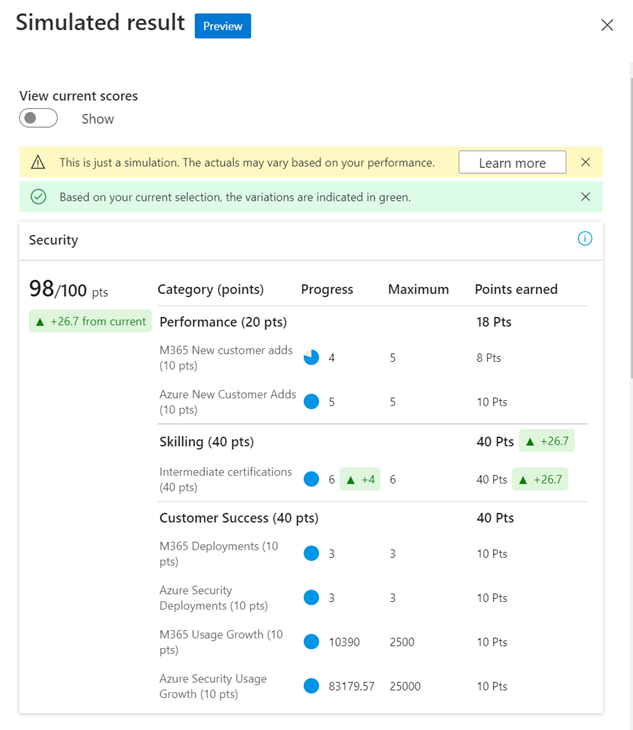 Simulated result Preview
View current scores
Show
This is just a simulation. The actuals may vary based on your performance. Learn more
Based on your current selection, the variations are indicated in green.
Security
98/100 pts
▲ +26.7 from current
Category (points) Progress Maximum Points earned
Performance (20 pts) 18 Pts
M365 New customer adds
(10 pts) 4 5 8 Pts
Azure New Customer Adds
(10 pts) 5 5 10 Pts
Skilling (40 pts) 40 Pts ▲ +26.7
Intermediate certifications
(40 pts) 6 ▲ +4 6 40 Pts ▲ +26.7
Customer Success (40 pts) 40 Pts
M365 Deployments (10
pts) 3 3 10 Pts
Azure Security
Deployments (10 pts) 3 3 10 Pts
M365 Usage Growth (10
pts) 10390 2500 10 Pts
Azure Security Usage
Growth (10 pts) 83179.57 25000 10 Pts